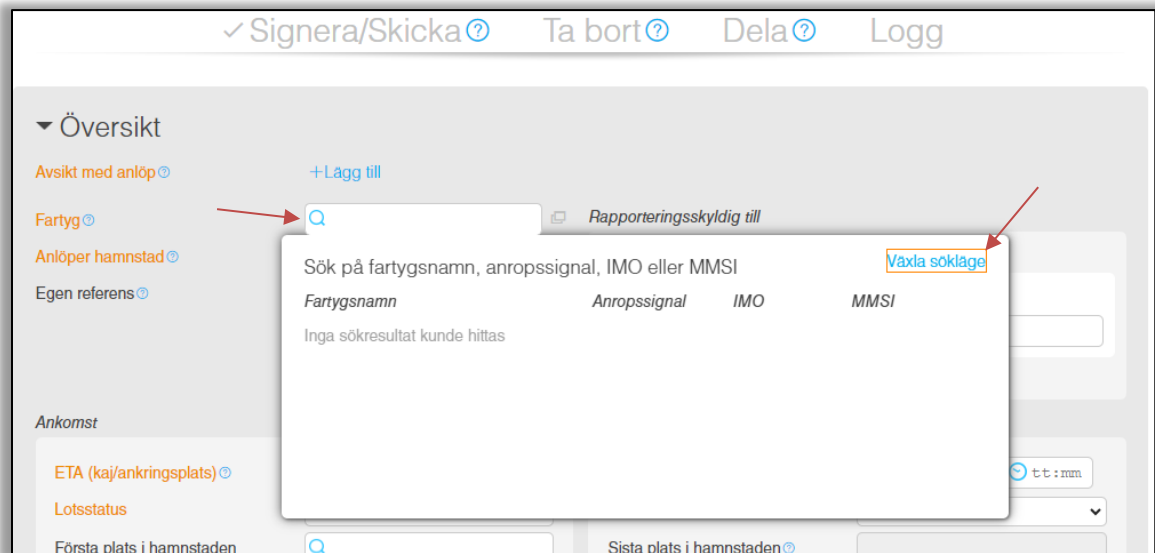 Signera/Skicka Ta bort Dela Logg
Översikt
Avsikt med anlöp +Lägg till
Fartyg Rapporteringsskyldig till
Anlöper hamnstad
Egen referens
Sök på fartygsnamn, anropssignal, IMO eller MMSI Växla sökläge
Fartygsnamn Anropssignal IMO MMSI
Inga sökresultat kunde hittas
Ankomst
ETA (kaj/ankringsplats) tt:mm
Lotsstatus
Första plats i hamnstaden Sista plats i hamnstaden